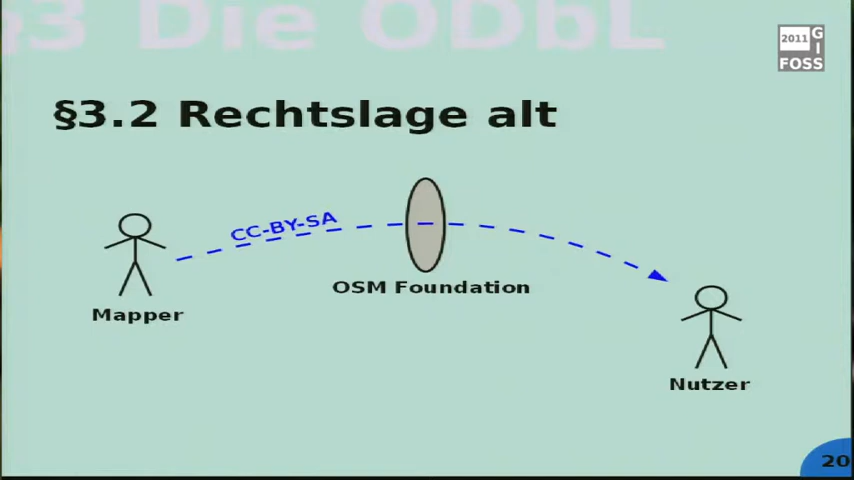 §3 Die ODbL
2011 G
I
FOSS
§3.2 Rechtslage alt
CC-BY-SA
OSM Foundation
Mapper
Nutzer
20